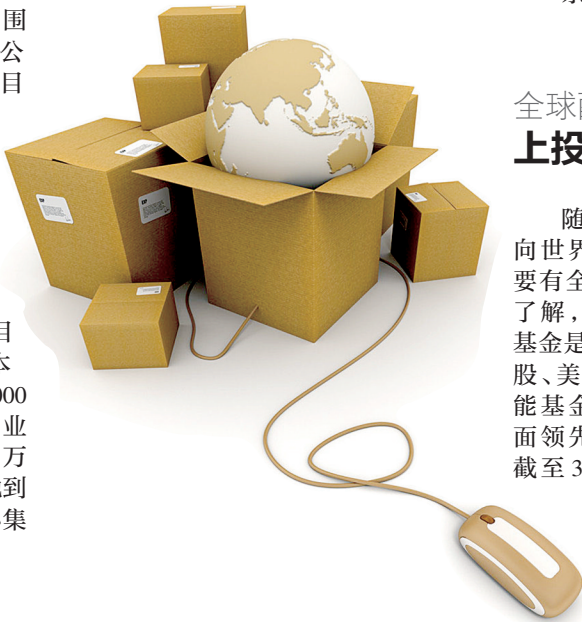 围
公
目
目
本
000
业
万
到
集
全球
上投
随
向世界
要有全
了解，
基金是
股、美
能基金
面领先
截至3